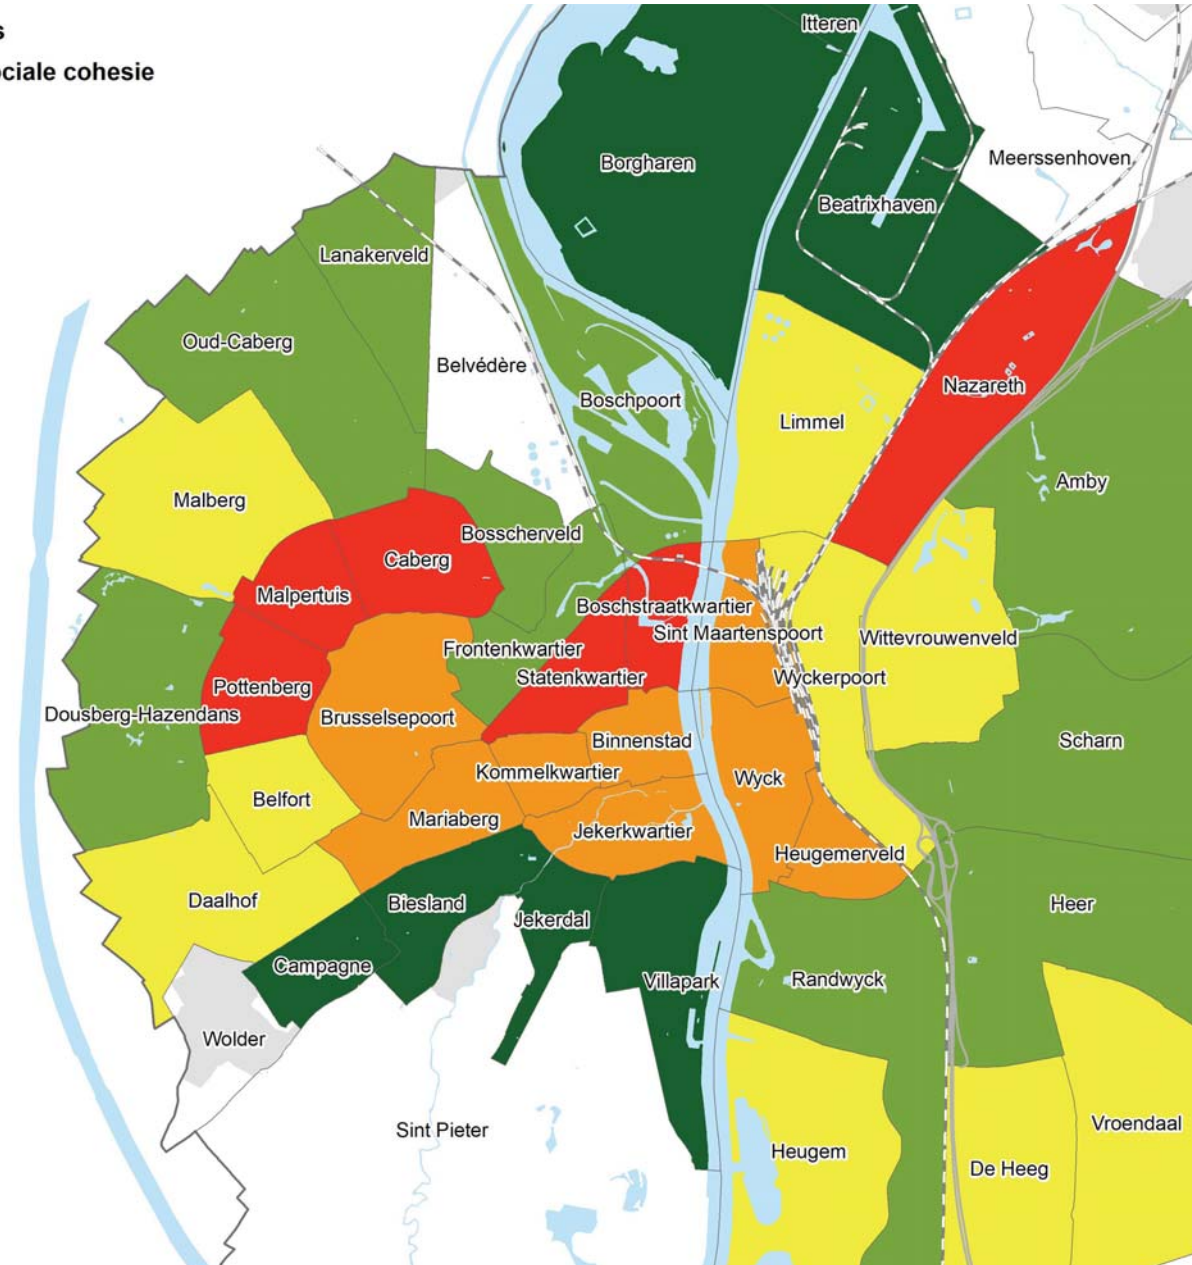 sociale cohesie
Itteren
Borgharen
Meerssenhoven
Beatrixhaven
Lanakerveld
Oud-Caberg
Belvédère
Nazareth
Boschpoort
Limmel
Amby
Malberg
Bosscherveld
Caberg
Malpertuis
Boschstraatkwartier
Sint Maartenspoort
Wittevrouwenveld
Frontenkwartier
Statenkwartier
Wyckerpoort
Pottenberg
Dousberg-Hazendans
Brusselsepoort
Binnenstad
Scharn
Kommelkwartier
Wyck
Belfort
Mariaberg
Jekerkwartier
Heugemerveld
Daalhof
Biesland
Heer
Jekerdal
Campagne
Villapark
Randwyck
Wolder
Sint Pieter
Vroendaal
Heugem
De Heeg